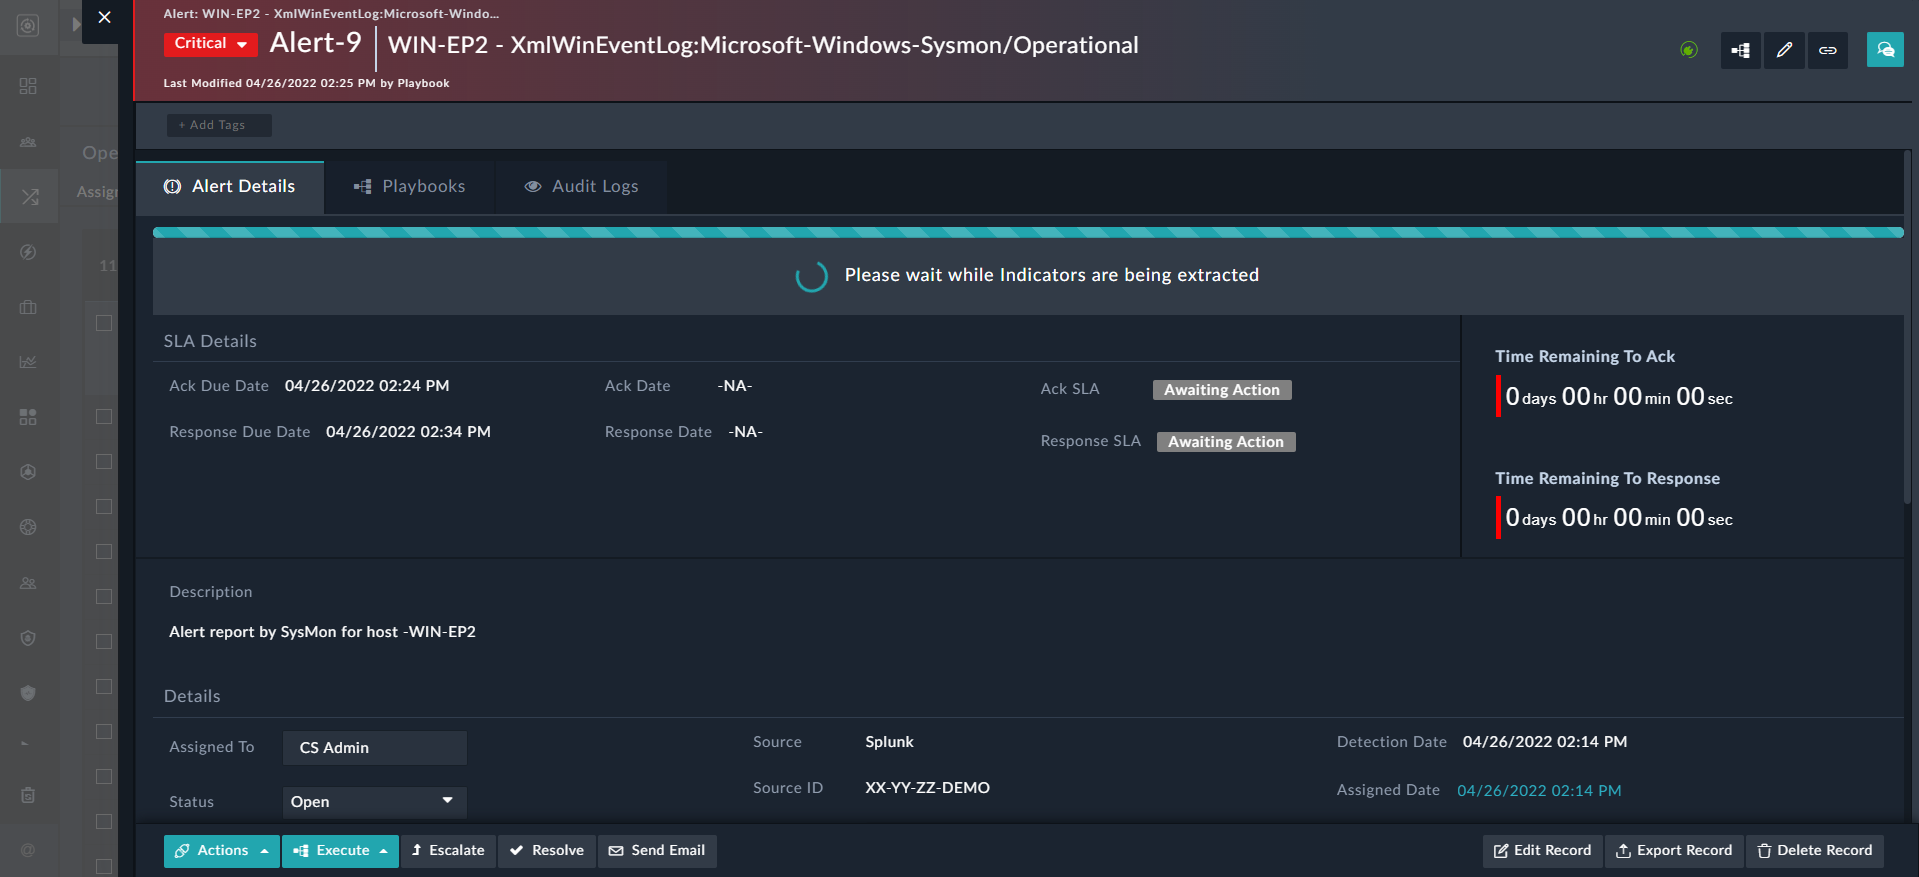 Alert: WIN-EP2 - XmlWinEventLog:Microsoft-Windo...
Critical Alert-9 WIN-EP2 - XmlWinEventLog:Microsoft-Windows-Sysmon/Operational
Last Modified 04/26/2022 02:25 PM by Playbook
+ Add Tags
Ope
Assig
11
Alert Details Playbooks Audit Logs
Please wait while Indicators are being extracted
SLA Details
Ack Due Date 04/26/2022 02:24 PM Ack Date -NA- Ack SLA Awaiting Action
Response Due Date 04/26/2022 02:34 PM Response Date -NA- Response SLA Awaiting Action
Time Remaining To Ack
0 days 00 hr 00 min 00 sec
Time Remaining To Response
0 days 00 hr 00 min 00 sec
Description
Alert report by SysMon for host -WIN-EP2
Details
Assigned To CS Admin Source Splunk Detection Date 04/26/2022 02:14 PM
Status Open Source ID XX-YY-ZZ-DEMO Assigned Date 04/26/2022 02:14 PM
Actions Execute Escalate Resolve Send Email Edit Record Export Record Delete Record